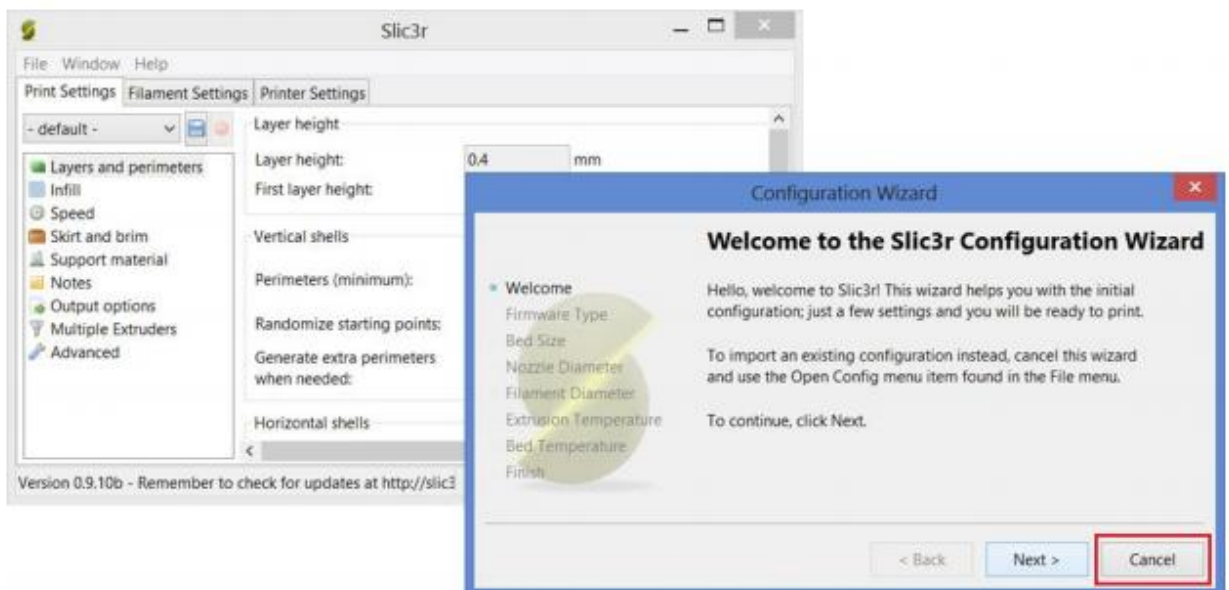 Slic3r
File Window Help
Print Settings Filament Settings Printer Settings
- default -
Layers and perimeters
Infill
Speed
Skirt and brim
Support material
Notes
Output options
Multiple Extruders
Advanced
Layer height
Layer height: 0.4 mm
First layer height:
Vertical shells
Perimeters (minimum):
Randomize starting points:
Generate extra perimeters
when needed:
Horizontal shells
Version 0.9.10b - Remember to check for updates at http://slic3
Configuration Wizard
Welcome to the Slic3r Configuration Wizard
Welcome
Firmware Type
Bed Size
Nozzle Diameter
Filament Diameter
Extrusion Temperature
Bed Temperature
Finish
Hello, welcome to Slic3r! This wizard helps you with the initial
configuration; just a few settings and you will be ready to print.
To import an existing configuration instead, cancel this wizard
and use the Open Config menu item found in the File menu.
To continue, click Next.
< Back Next > Cancel